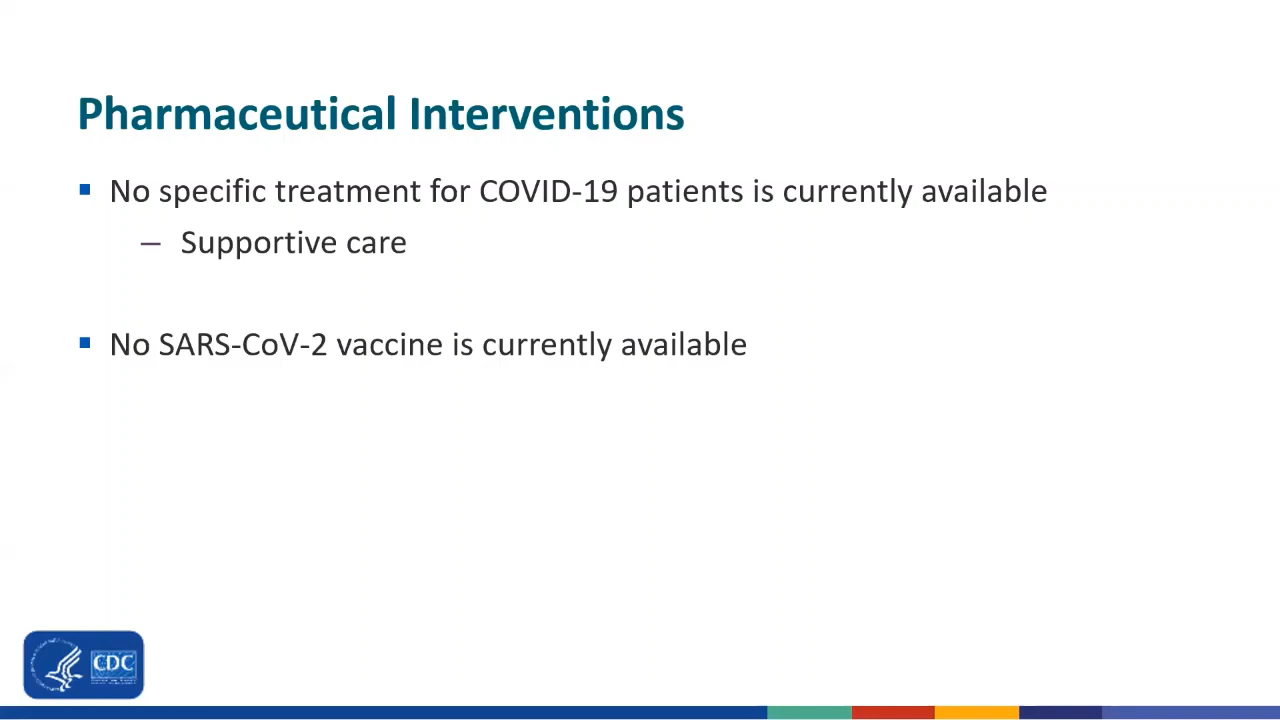 Pharmaceutical Interventions
▪ No specific treatment for COVID-19 patients is currently available
– Supportive care
▪ No SARS-CoV-2 vaccine is currently available
CDC